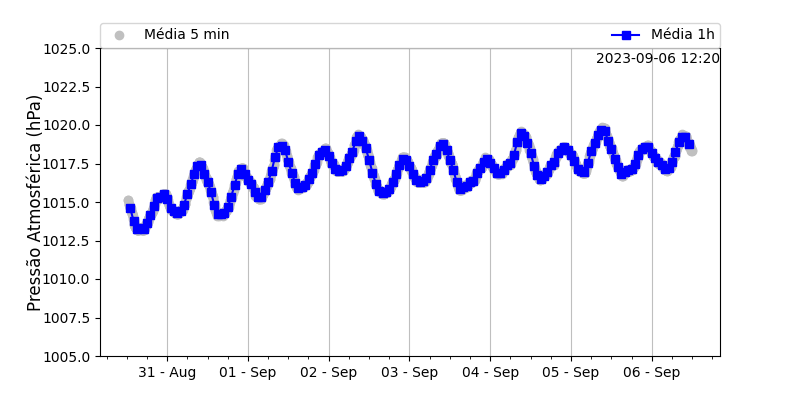 Média 5 min
Média 1h
2023-09-06 12:20
Pressão Atmosférica (hPa)
1025.0
1022.5
1020.0
1017.5
1015.0
1012.5
1010.0
1007.5
1005.0
31 - Aug
01 - Sep
02 - Sep
03 - Sep
04 - Sep
05 - Sep
06 - Sep